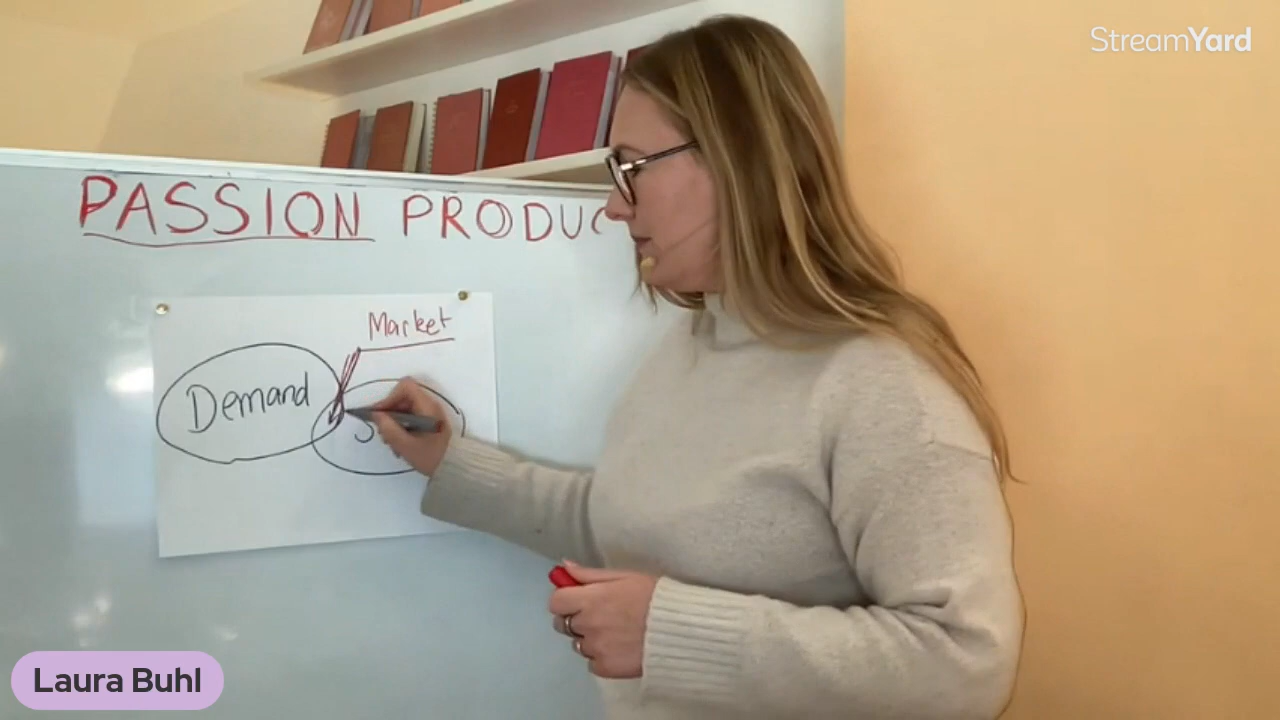 StreamYard
PASSION PRODUC
Market
Demand
S
Laura Buhl